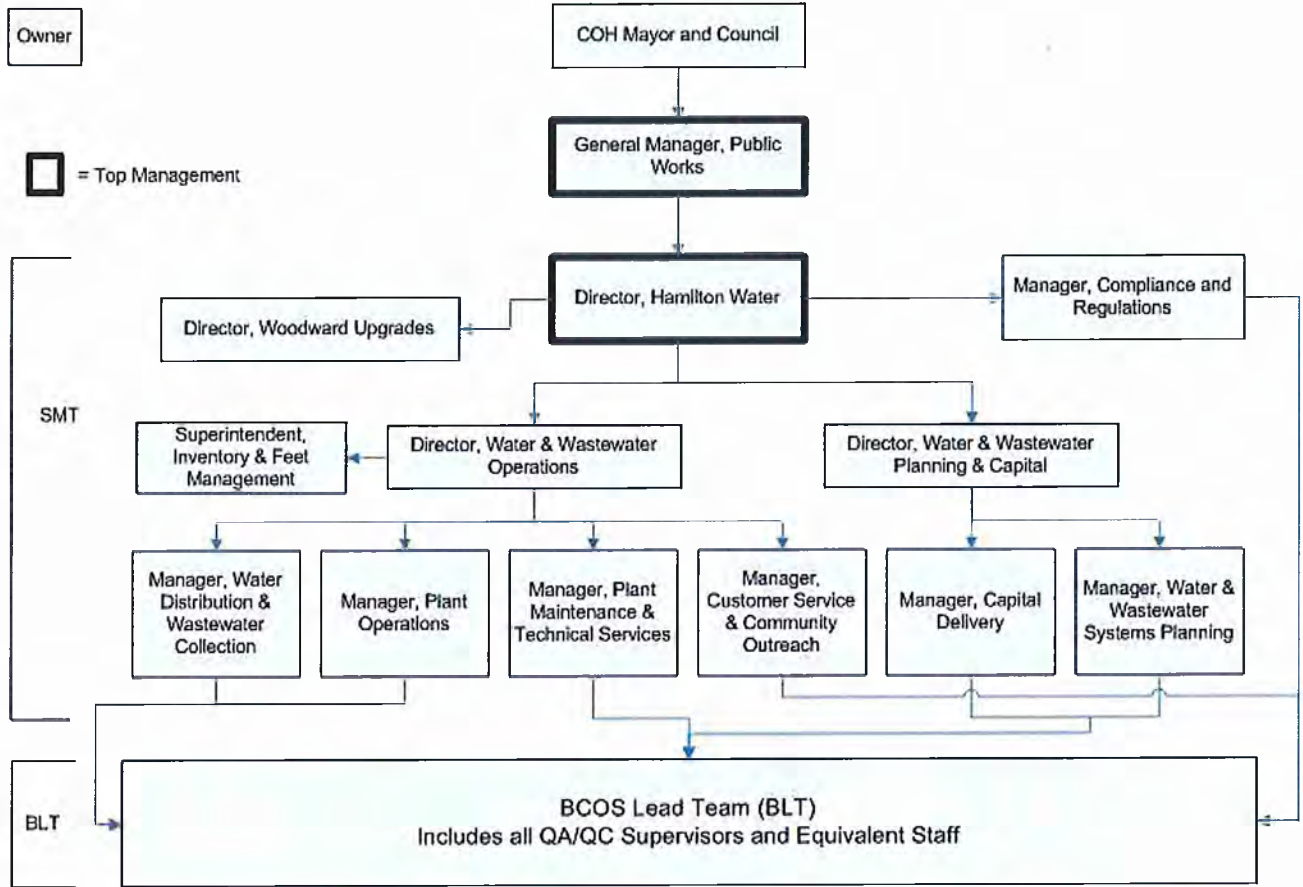 Owner
COH Mayor and Council
General Manager, Public
Works
= Top Management
Director, Hamilton Water
Manager, Compliance and
Regulations
Director, Woodward Upgrades
SMT
Superintendent,
Inventory & Feet
Management
Director, Water & Wastewater
Operations
Director, Water & Wastewater
Planning & Capital
Manager, Water
Distribution &
Wastewater
Collection
Manager, Plant
Operations
Manager, Plant
Maintenance &
Technical Services
Manager,
Customer Service
& Community
Outreach
Manager, Capital
Delivery
Manager, Water &
Wastewater
Systems Planning
BLT
BCOS Lead Team (BLT)
Includes all QA/QC Supervisors and Equivalent Staff